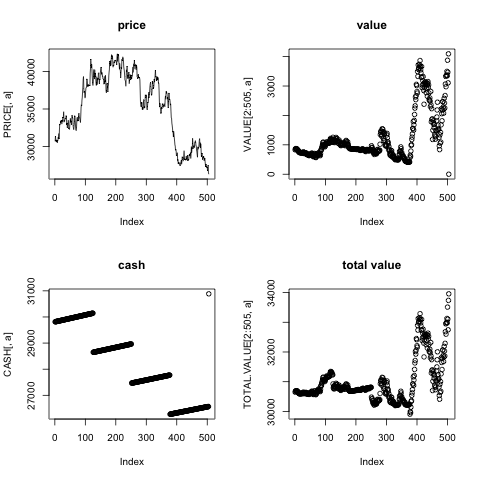 price
PRICE[, a]
30000 35000 40000
0 100 200 300 400 500
Index
value
VALUE[2:505, a]
0 1000 3000
0 100 200 300 400 500
Index
cash
CASH[, a]
27000 29000 31000
0 100 200 300 400 500
Index
total value
TOTAL.VALUE[2:505, a]
30000 32000 34000
0 100 200 300 400 500
Index